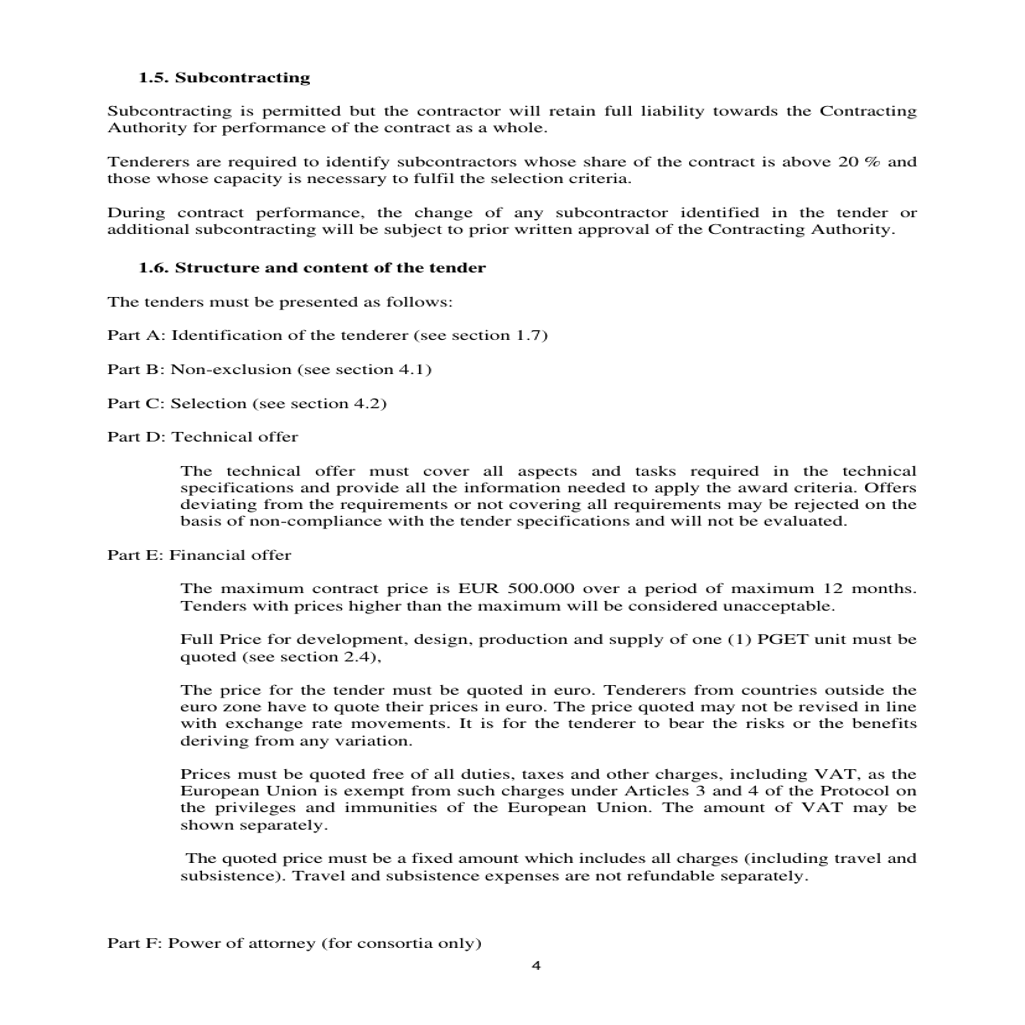 1.5. Subcontracting
Subcontracting is permitted but the contractor will retain full liability towards the Contracting
Authority for performance of the contract as a whole.
Tenderers are required to identify subcontractors whose share of the contract is above 20 % and
those whose capacity is necessary to fulfil the selection criteria.
During contract performance, the change of any subcontractor identified in the tender or
additional subcontracting will be subject to prior written approval of the Contracting Authority.
1.6. Structure and content of the tender
The tenders must be presented as follows:
Part A: Identification of the tenderer (see section 1.7)
Part B: Non-exclusion (see section 4.1)
Part C: Selection (see section 4.2)
Part D: Technical offer
The technical offer must cover all aspects and tasks required in the technical
specifications and provide all the information needed to apply the award criteria. Offers
deviating from the requirements or not covering all requirements may be rejected on the
basis of non-compliance with the tender specifications and will not be evaluated.
Part E: Financial offer
The maximum contract price is EUR 500.000 over a period of maximum 12 months.
Tenders with prices higher than the maximum will be considered unacceptable.
Full Price for development, design, production and supply of one (1) PGET unit must be
quoted (see section 2.4),
The price for the tender must be quoted in euro. Tenderers from countries outside the
euro zone have to quote their prices in euro. The price quoted may not be revised in line
with exchange rate movements. It is for the tenderer to bear the risks or the benefits
deriving from any variation.
Prices must be quoted free of all duties, taxes and other charges, including VAT, as the
European Union is exempt from such charges under Articles 3 and 4 of the Protocol on
the privileges and immunities of the European Union. The amount of VAT may be
shown separately.
The quoted price must be a fixed amount which includes all charges (including travel and
subsistence). Travel and subsistence expenses are not refundable separately.
Part F: Power of attorney (for consortia only)
4